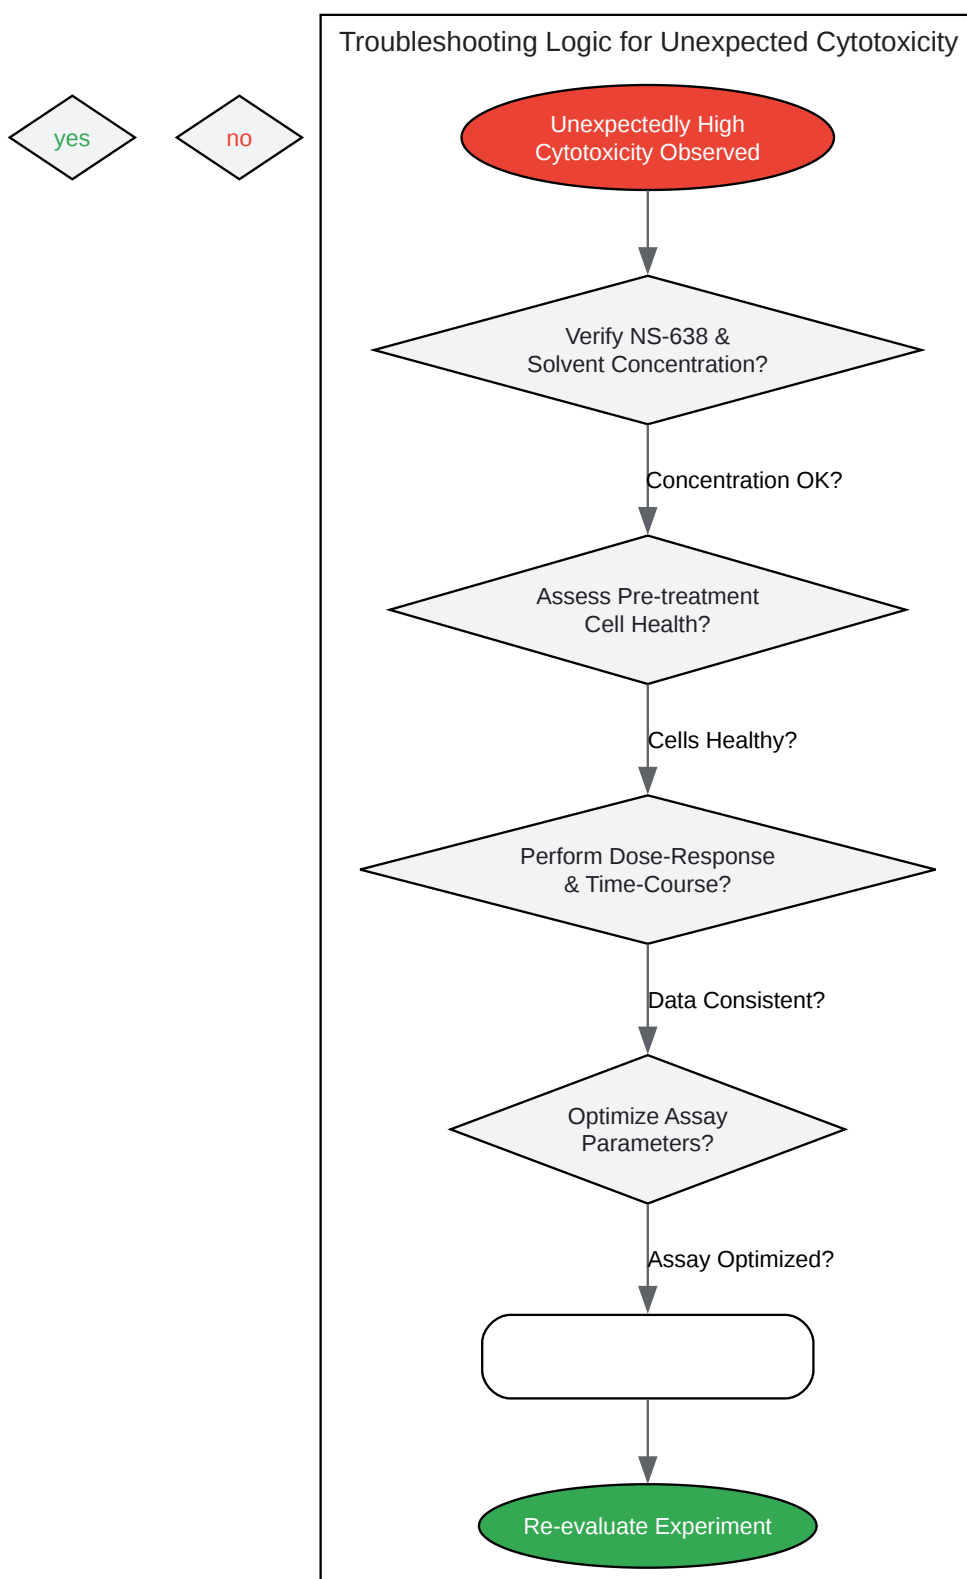 Troubleshooting Logic for Unexpected Cytotoxicity
yes
no
Unexpectedly High
Cytotoxicity Observed
Verify NS-638 &
Solvent Concentration?
Concentration OK?
Assess Pre-treatment
Cell Health?
Cells Healthy?
Perform Dose-Response
& Time-Course?
Data Consistent?
Optimize Assay
Parameters?
Assay Optimized?
Re-evaluate Experiment